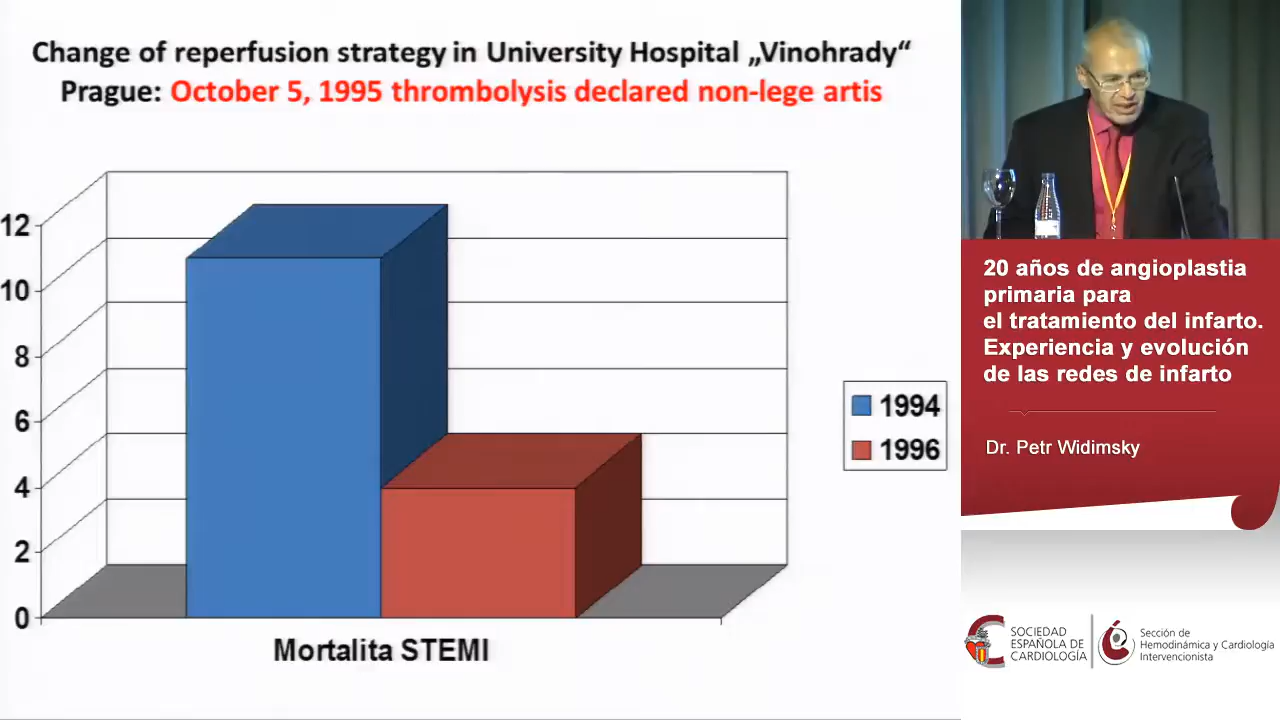 Change of reperfusion strategy in University Hospital „Vinohrady“
Prague: October 5, 1995 thrombolysis declared non-lege artis
12
10
8
6
4
2
0
Mortalita STEMI
1994
1996
20 años de angioplastia
primaria para
el tratamiento del infarto.
Experiencia y evolución
de las redes de infarto
Dr. Petr Widimsky
SOCIEDAD
ESPAÑOLA DE
CARDIOLOGÍA
Sección de
Hemodinámica y Cardiología
Intervencionista